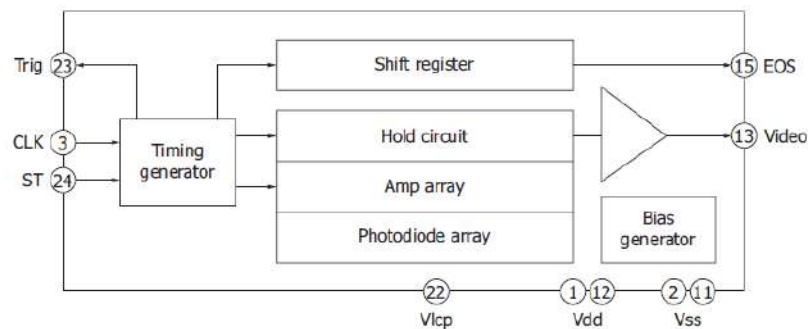 Trig 23
Shift register
15 EOS
CLK 3
Timing
generator
Hold circuit
13 Video
ST 24
Amp array
Photodiode array
Bias
generator
22
1 12
2 11
Vlcp
Vdd
Vss